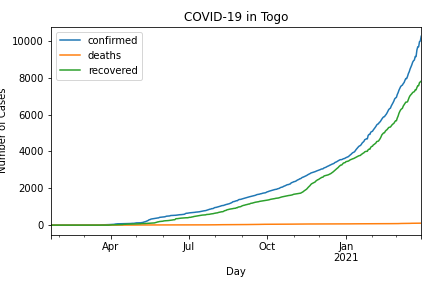 COVID-19 in Togo
confirmed
deaths
recovered
10000
8000
6000
4000
2000
0
Number of Cases
Apr
Jul
Oct
Jan
2021
Day